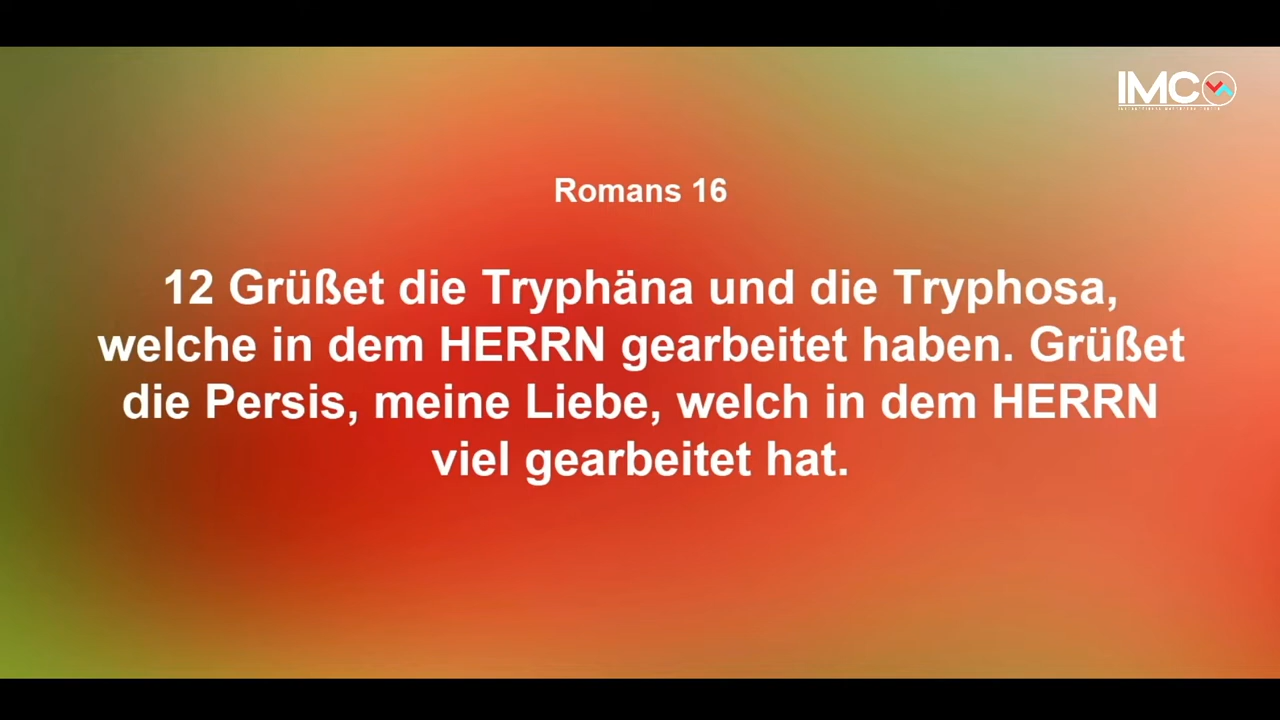 IMC
Romans 16
12 Grüßet die Tryphäna und die Tryphosa,
welche in dem HERRN gearbeitet haben. Grüßet
die Persis, meine Liebe, welch in dem HERRN
viel gearbeitet hat.